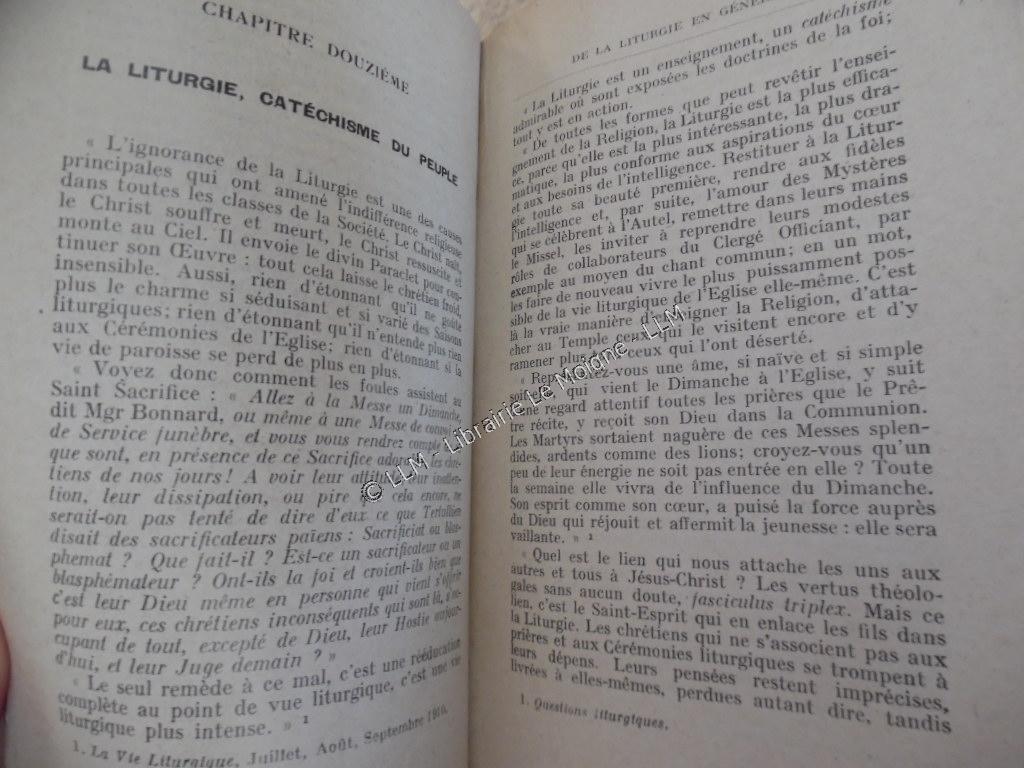 CHAPITRE DOUZIÈME
LA LITURGIE, CATÉCHISME DU PEUPLE
« L'ignorance de la Liturgie est une des causes
principales qui ont amené l'indifférence religieuse
dans toutes les classes de la Société. Le Christ naît,
le Christ souffre et meurt, le Christ ressuscite et
monte au Ciel. Il envoie le divin Paraclet pour con-
tinuer son Œuvre : tout cela laisse le chrétien froid,
insensible. Aussi, rien d'étonnant qu'il ne goûte
plus le charme si séduisant et si varié des Saisons
liturgiques; rien d'étonnant qu'il n'entende plus rien
aux Cérémonies de l'Eglise; rien d'étonnant si la
vie de paroisse se perd de plus en plus.
« Voyez donc comment les foules assistent au
Saint Sacrifice : « Allez à la Messe un Dimanche,
dit Mgr Bonnard, ou même à une Messe de
de Service funèbre, et vous vous rendrez compte
que sont, en présence de ce Sacrifice les chré-
tiens de nos jours ! A voir leur leur inatten-
tion, leur dissipation, ou pire cela encore, ne
serait-on pas tenté de dire d'eux ce que Tertullien
disait des sacrificateurs païens : Sacrificat ou blas-
phemat ? Que fait-il ? Est-ce un sacrificateur ou un
blasphémateur ? Ont-ils la foi et croient-ils bien que
c'est leur Dieu même en personne qui vient s'offrir
pour eux, ces chrétiens inconséquents qui sont là, s'oc-
cupant de tout, excepté de Dieu, leur Hostie aujour-
d'hui, et leur Juge demain ? »
« Le seul remède à ce mal, c'est une rééducation
complète au point de vue liturgique, c'est une vie
liturgique plus intense. » 1
1. La Vie Liturgique, Juillet, Août, Septembre 1910.
DE LA LITURGIE EN
« La Liturgie est un enseignement, un catéchisme
admirable où sont exposées les doctrines de la foi;
tout y est en action.
« De toutes les formes que peut revêtir l'ensei-
gnement de la Religion, la Liturgie est la plus effica-
ce, parce qu'elle est la plus intéressante, la plus dra-
matique, la plus conforme aux aspirations du cœur
et aux besoins de l'intelligence. Restituer à la Litur-
gie toute sa beauté première, rendre aux fidèles
l'intelligence et, par suite, l'amour des Mystères
qui se célèbrent à l'Autel, remettre dans leurs mains
le Missel, les inviter à reprendre leurs modestes
rôles de collaborateurs du Clergé Officiant, par
exemple au moyen du chant commun; en un mot,
les faire de nouveau vivre le plus puissamment pos-
sible de la vie liturgique de l'Eglise elle-même. C'est
là la vraie manière d'enseigner la Religion, d'atta-
cher au Temple ceux qui le visitent encore et d'y
ramener plus ceux qui l'ont déserté.
« Représentez-vous une âme, si naïve et si simple
soit-elle, qui vient le Dimanche à l'Eglise, y suit
d'une regard attentif toutes les prières que le Prê-
tre récite, y reçoit son Dieu dans la Communion.
Les Martyrs sortaient naguère de ces Messes splen-
dides, ardents comme des lions; croyez-vous qu'un
peu de leur énergie ne soit pas entrée en elle ? Toute
la semaine elle vivra de l'influence du Dimanche.
Son esprit comme son cœur, a puisé la force auprès
du Dieu qui réjouit et affermit la jeunesse : elle sera
vaillante. » 1
« Quel est le lien qui nous attache les uns aux
autres et tous à Jésus-Christ ? Les vertus théolo-
gales sans aucun doute, fasciculus triplex. Mais ce
lien, c'est le Saint-Esprit qui en enlace les fils dans
la Liturgie. Les chrétiens qui ne s'associent pas aux
prières et aux Cérémonies liturgiques se trompent à
leurs dépens. Leurs pensées restent imprécises,
livrées à elles-mêmes, perdues autant dire, tandis
1. Questions liturgiques.
© LLM - Librairie Le Molène - LLM